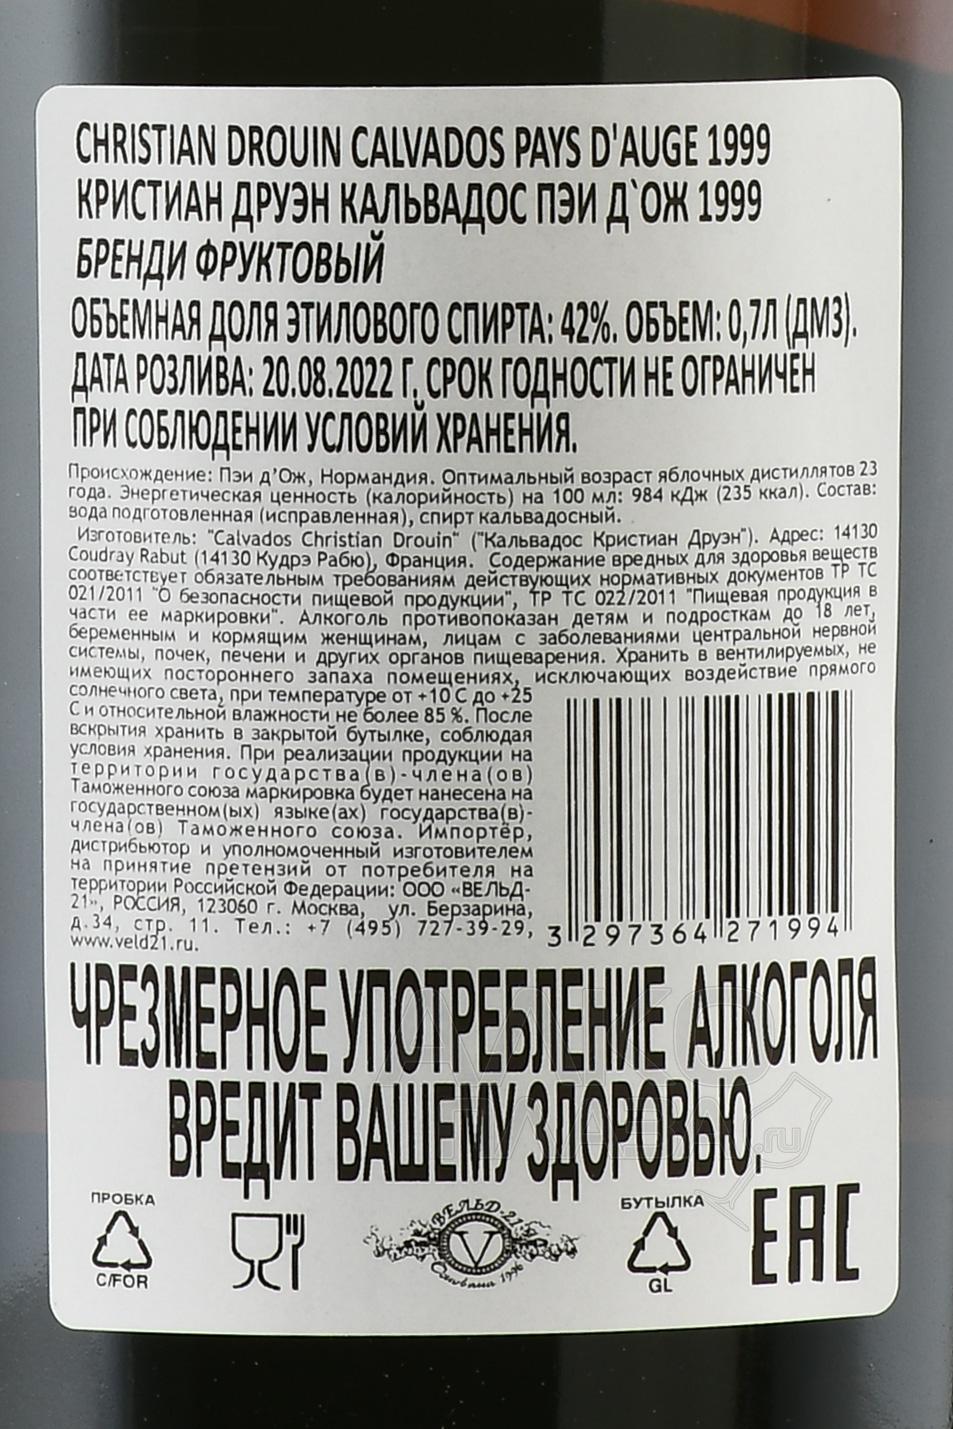 CHRISTIAN DROUIN CALVADOS PAYS D'AUGE 1999
КРИСТИАН ДРУЭН КАЛЬВАДОС ПЭИ Д`ОЖ 1999
БРЕНДИ ФРУКТОВЫЙ
ОБЪЕМНАЯ ДОЛЯ ЭТИЛОВОГО СПИРТА: 42%. ОБЪЕМ: 0,7Л (ДМ3).
ДАТА РОЗЛИВА: 20.08.2022 Г. СРОК ГОДНОСТИ НЕ ОГРАНИЧЕН
ПРИ СОБЛЮДЕНИИ УСЛОВИЙ ХРАНЕНИЯ.
Происхождение: Пэи д'Ож, Нормандия. Оптимальный возраст яблочных дистиллятов 23
года. Энергетическая ценность (калорийность) на 100 мл: 984 кДж (235 ккал). Состав:
вода подготовленная (исправленная), спирт кальвадосный.
Изготовитель: "Calvados Christian Drouin" ("Кальвадос Кристиан Друэн"). Адрес: 14130
Coudray Rabut (14130 Кудрэ Рабю), Франция. Содержание вредных для здоровья веществ
соответствует обязательным требованиям действующих нормативных документов ТР ТС
021/2011 "О безопасности пищевой продукции", ТР ТС 022/2011 "Пищевая продукция в
части ее маркировки". Алкоголь противопоказан детям и подросткам до 18 лет,
беременным и кормящим женщинам, лицам с заболеваниями центральной нервной
системы, почек, печени и других органов пищеварения. Хранить в вентилируемых, не
имеющих постороннего запаха помещениях, исключающих воздействие прямого
солнечного света, при температуре от +10 С до +25
С и относительной влажности не более 85 %. После
вскрытия хранить в закрытой бутылке, соблюдая
условия хранения. При реализации продукции на
территории государства(в)-члена(ов)
Таможенного союза маркировка будет нанесена на
государственном(ых) языке(ах) государства(в)-
члена(ов) Таможенного союза. Импортёр,
дистрибьютор и уполномоченный изготовителем
на принятие претензий от потребителя на
территории Российской Федерации: ООО «ВЕЛЬД-
21», РОССИЯ, 123060 г. Москва, ул. Берзарина,
д.34, стр. 11. Тел.: +7 (495) 727-39-29,
www.veld21.ru.
3 297364 271994
ЧРЕЗМЕРНОЕ УПОТРЕБЛЕНИЕ АЛКОГОЛЯ
ВРЕДИТ ВАШЕМУ ЗДОРОВЬЮ.
ПРОБКА
C/FOR
ВЕЛЬД-21
V
Основана 1996
БУТЫЛКА
GL
EAC